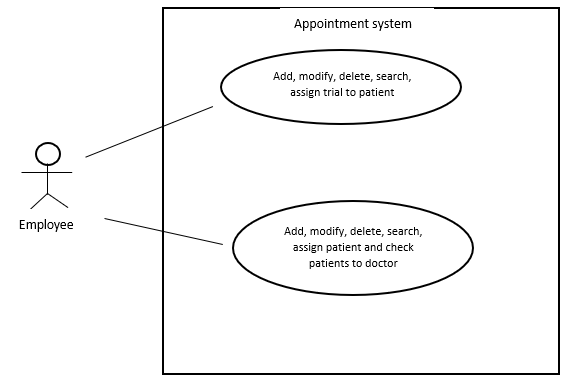 Appointment system
Add, modify, delete, search,
assign trial to patient
Employee
Add, modify, delete, search,
assign patient and check
patients to doctor